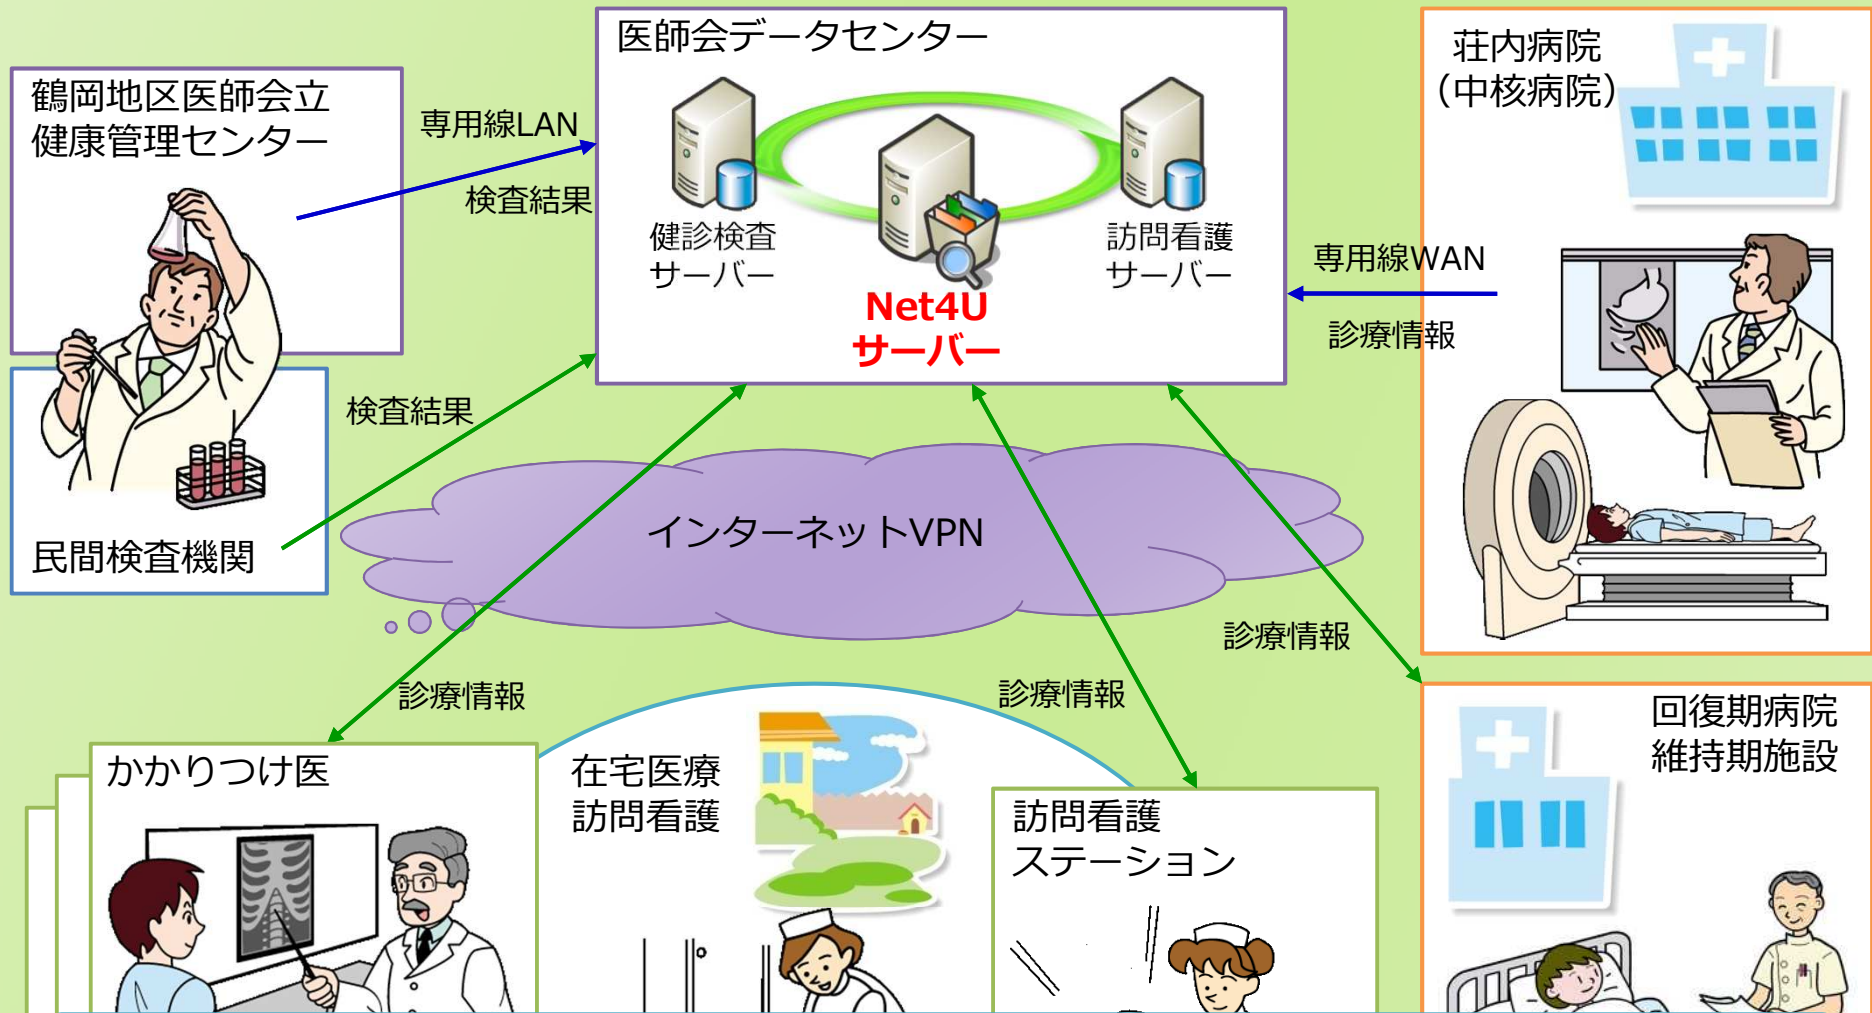 医師会データセンター
鶴岡地区医師会立
健康管理センター
専用線LAN
検査結果
健診検査
サーバー
訪問看護
サーバー
Net4U
サーバー
荘内病院
（中核病院）
専用線WAN
診療情報
検査結果
民間検査機関
インターネットVPN
診療情報
診療情報
診療情報
かかりつけ医
在宅医療
訪問看護
訪問看護
ステーション
回復期病院
維持期施設